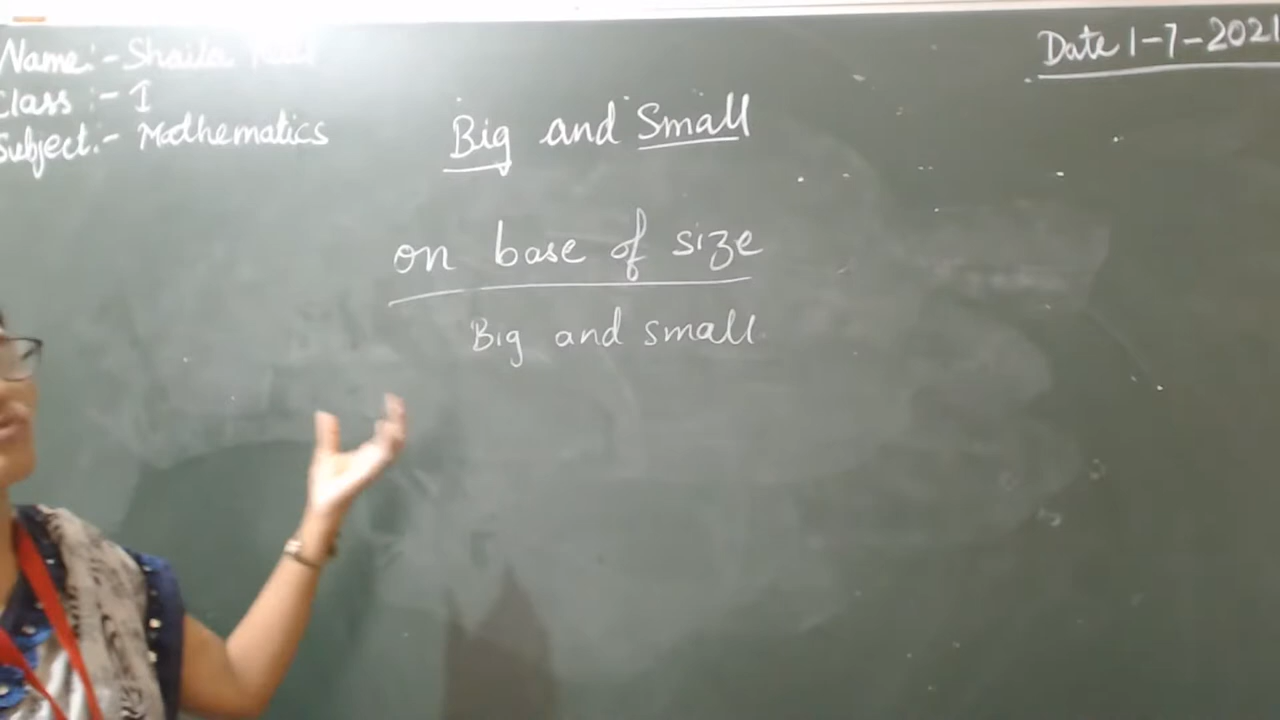 Name:- Shaila
Class :- I
Subject:- Mathematics
Date 1-7-2021
Big and Small
on base of size
Big and small